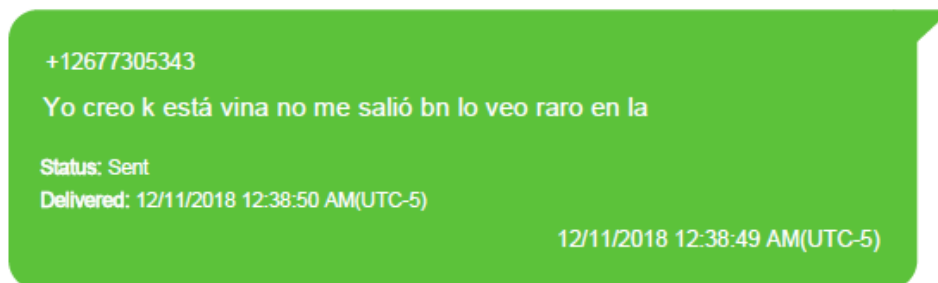 +12677305343
Yo creo k está vina no me salió bn lo veo raro en la
Status: Sent
Delivered: 12/11/2018 12:38:50 AM(UTC-5)
12/11/2018 12:38:49 AM(UTC-5)